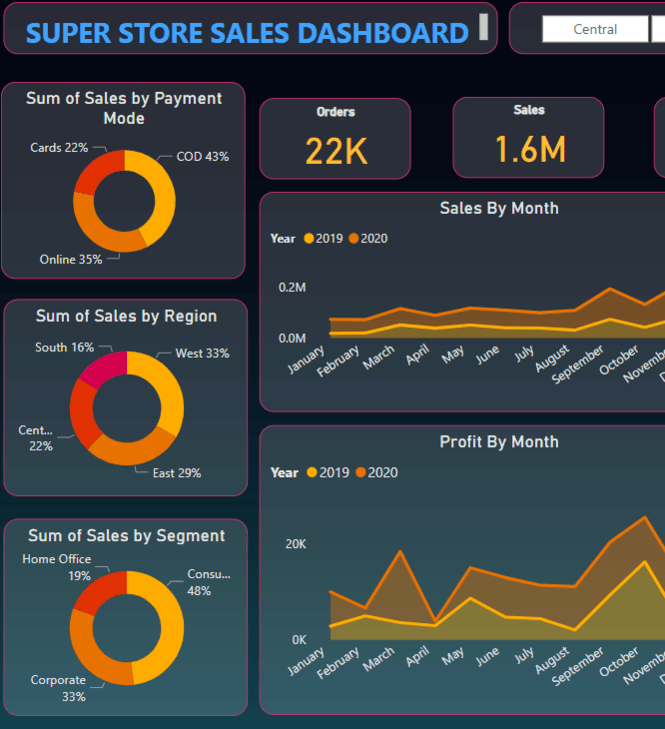 SUPER STORE SALES DASHBOARD
Central
Sum of Sales by Payment
Mode
Cards 22%
COD 43%
Online 35%
Orders
22K
Sales
1.6M
Sales By Month
Year 2019 2020
0.2M
0.0M
January
February
March
April
May
June
July
August
September
October
Novemb
D
Sum of Sales by Region
South 16%
West 33%
Cent...
22%
East 29%
Profit By Month
Year 2019 2020
20K
0K
January
February
March
April
May
June
July
August
September
October
Novemb
D
Sum of Sales by Segment
Home Office
19%
Consu...
48%
Corporate
33%